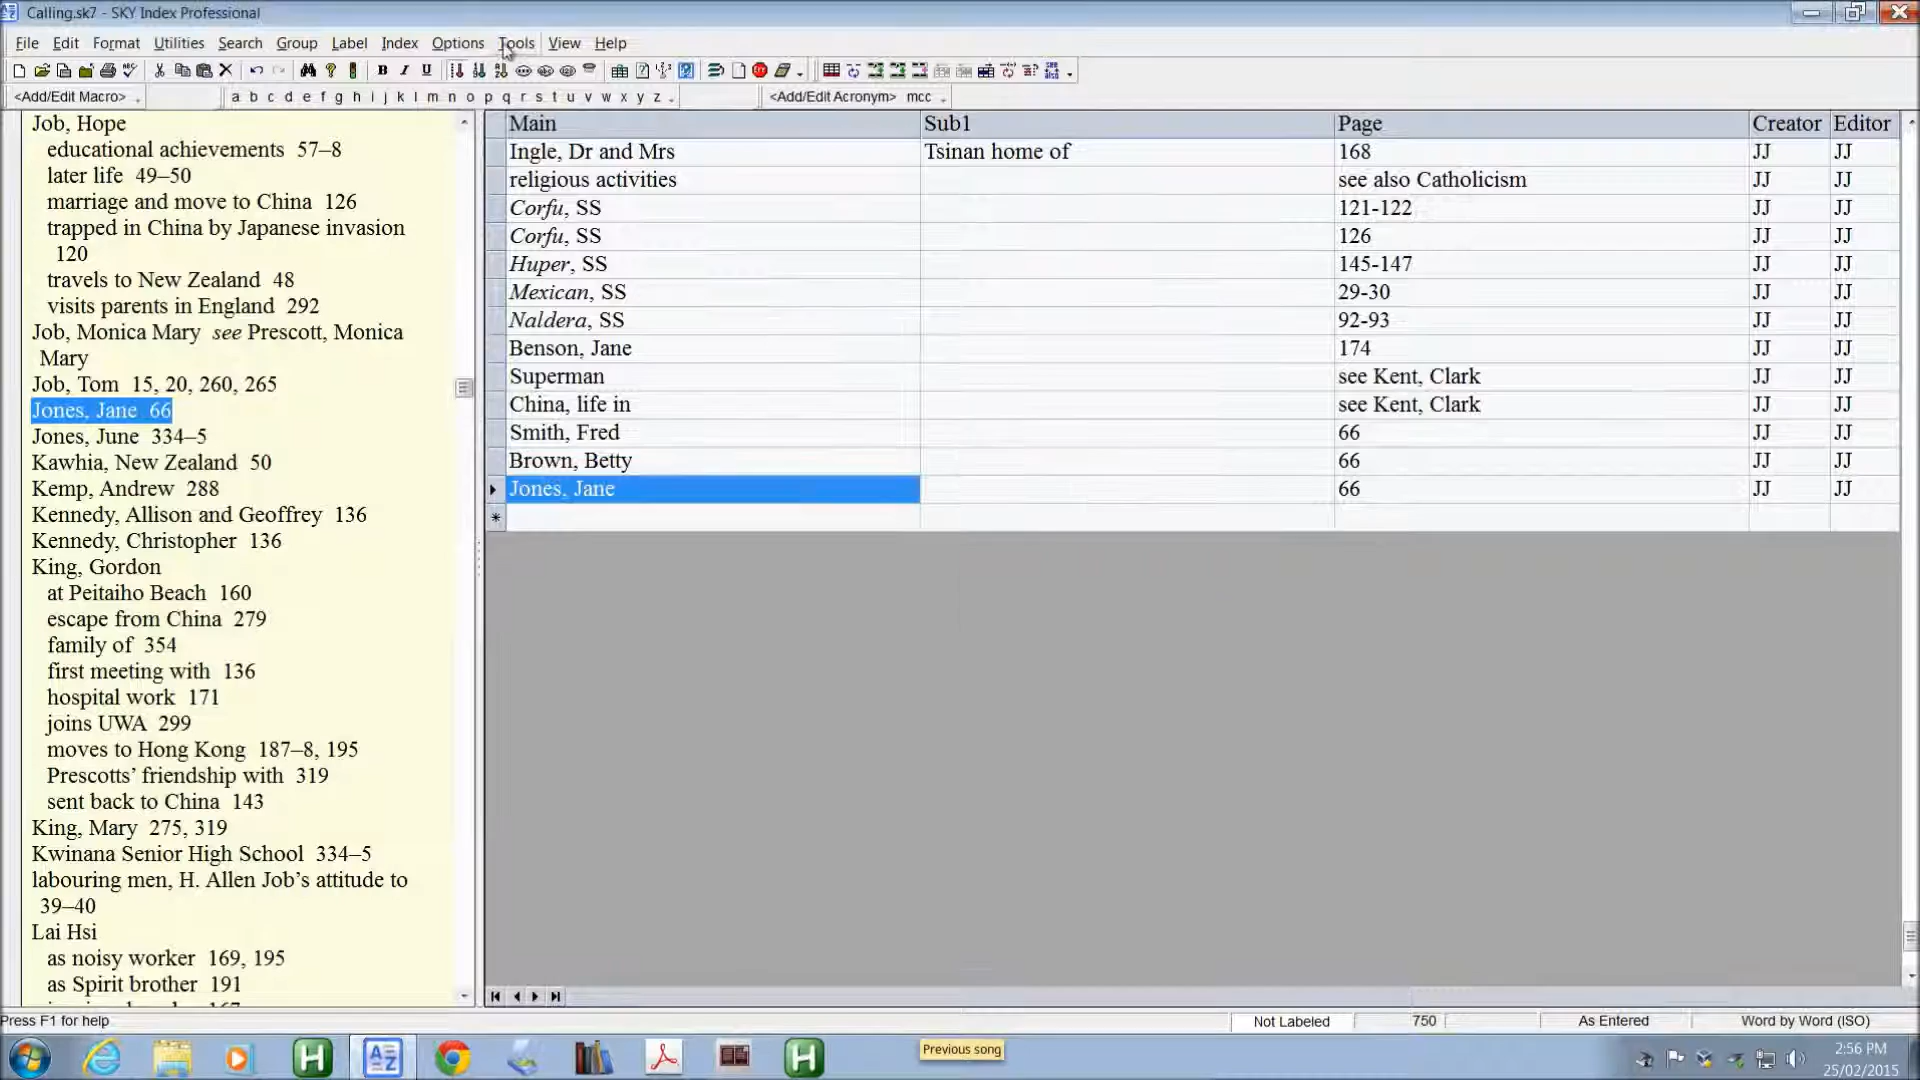 Calling.sk7 - SKY Index Professional
File Edit Format Utilities Search Group Label Index Options Tools View Help
B I U
<Add/Edit Macro> a b c d e f g h i j k l m n o p q r s t u v w x y z <Add/Edit Acronym> mcc
Job, Hope
educational achievements 57–8
later life 49–50
marriage and move to China 126
trapped in China by Japanese invasion
120
travels to New Zealand 48
visits parents in England 292
Job, Monica Mary see Prescott, Monica
Mary
Job, Tom 15, 20, 260, 265
Jones, Jane 66
Jones, June 334–5
Kawhia, New Zealand 50
Kemp, Andrew 288
Kennedy, Allison and Geoffrey 136
Kennedy, Christopher 136
King, Gordon
at Peitaiho Beach 160
escape from China 279
family of 354
first meeting with 136
hospital work 171
joins UWA 299
moves to Hong Kong 187–8, 195
Prescotts’ friendship with 319
sent back to China 143
King, Mary 275, 319
Kwinana Senior High School 334–5
labouring men, H. Allen Job’s attitude to
39–40
Lai Hsi
as noisy worker 169, 195
as Spirit brother 191
Main Sub1 Page Creator Editor
Ingle, Dr and Mrs Tsinan home of 168 JJ JJ
religious activities see also Catholicism JJ JJ
Corfu, SS 121-122 JJ JJ
Corfu, SS 126 JJ JJ
Huper, SS 145-147 JJ JJ
Mexican, SS 29-30 JJ JJ
Naldera, SS 92-93 JJ JJ
Benson, Jane 174 JJ JJ
Superman see Kent, Clark JJ JJ
China, life in see Kent, Clark JJ JJ
Smith, Fred 66 JJ JJ
Brown, Betty 66 JJ JJ
Jones, Jane 66 JJ JJ
Press F1 for help Not Labeled 750 As Entered Word by Word (ISO)
Previous song
2:56 PM
25/02/2015